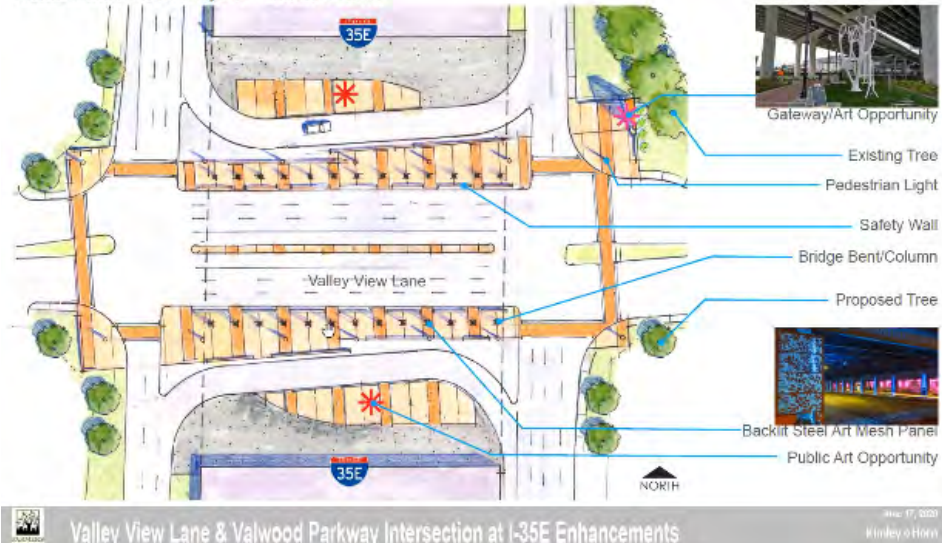 35E
Gateway/Art Opportunity
Existing Tree
Pedestrian Light
Safety Wall
Bridge Bent/Column
Valley View Lane
Proposed Tree
Backlit Steel Art Mesh Panel
Public Art Opportunity
35E
NORTH
Valley View Lane & Valwood Parkway Intersection at I-35E Enhancements
17, 2020
Kimley»Horn